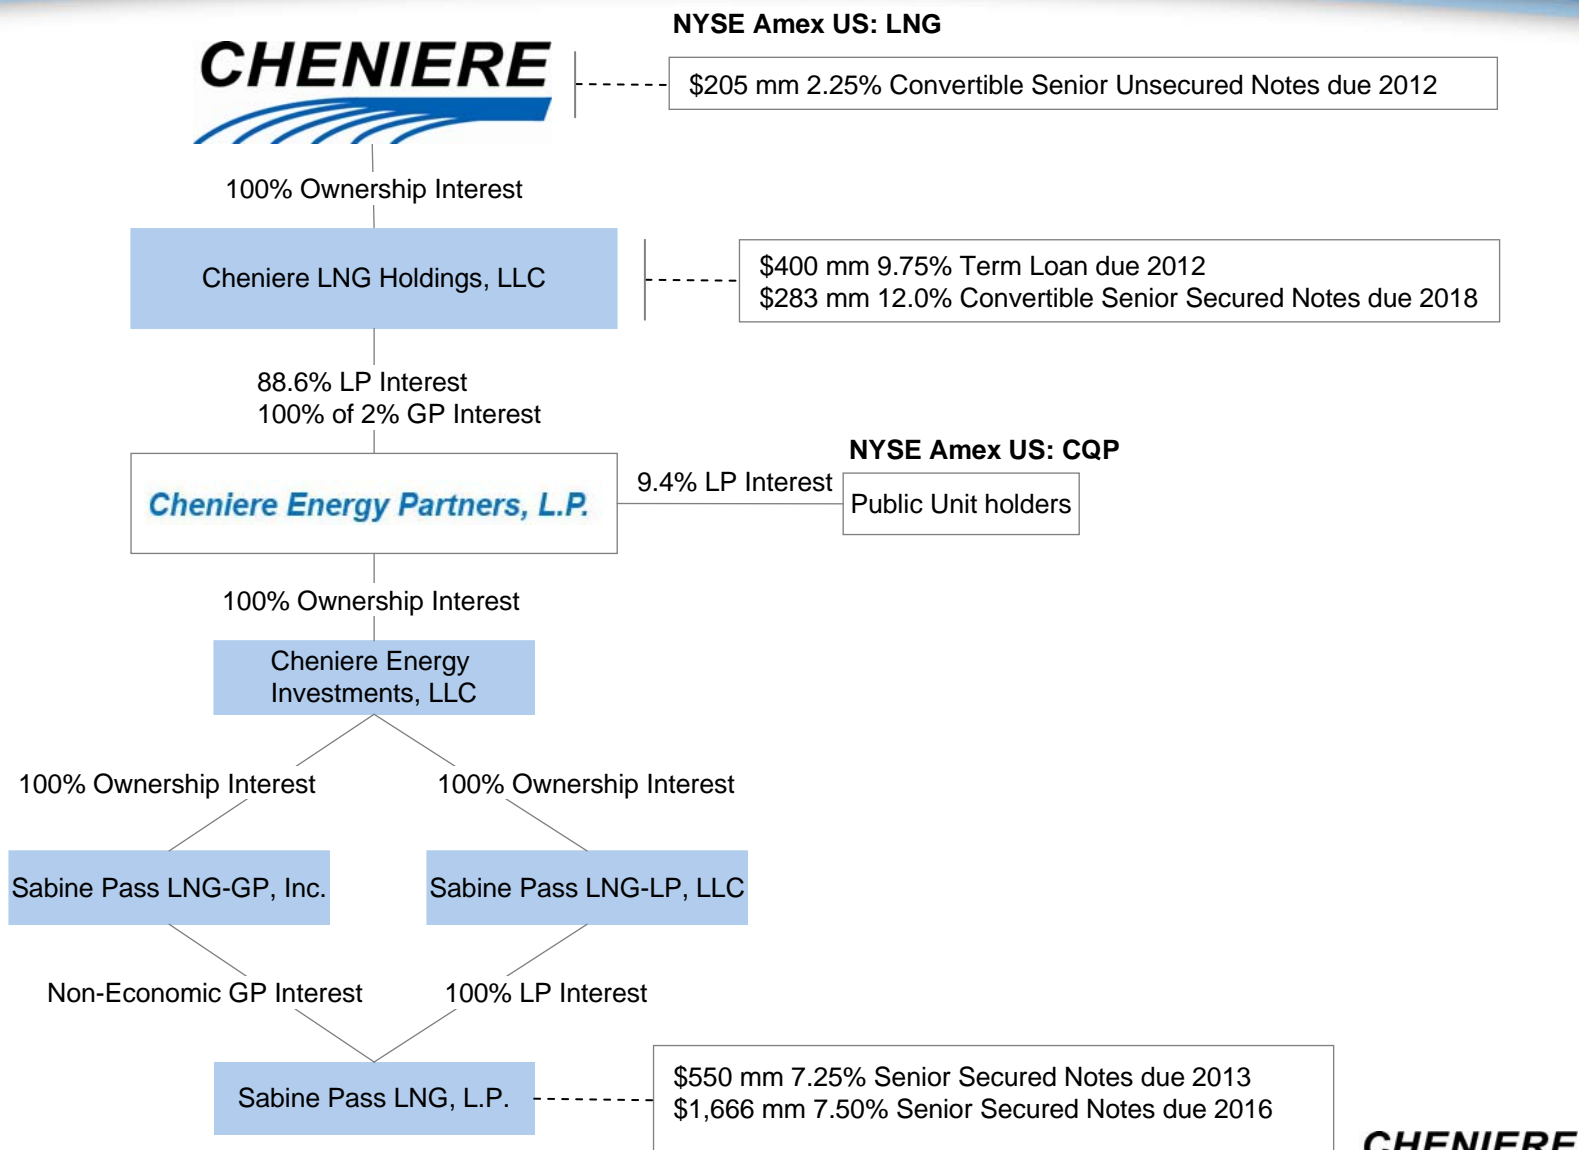 NYSE Amex US: LNG
CHENIERE
$205 mm 2.25% Convertible Senior Unsecured Notes due 2012
100% Ownership Interest
Cheniere LNG Holdings, LLC
$400 mm 9.75% Term Loan due 2012
$283 mm 12.0% Convertible Senior Secured Notes due 2018
88.6% LP Interest
100% of 2% GP Interest
NYSE Amex US: CQP
Cheniere Energy Partners, L.P.
9.4% LP Interest
Public Unit holders
100% Ownership Interest
Cheniere Energy
Investments, LLC
100% Ownership Interest
100% Ownership Interest
Sabine Pass LNG-GP, Inc.
Sabine Pass LNG-LP, LLC
Non-Economic GP Interest
100% LP Interest
Sabine Pass LNG, L.P.
$550 mm 7.25% Senior Secured Notes due 2013
$1,666 mm 7.50% Senior Secured Notes due 2016
CHENIERE